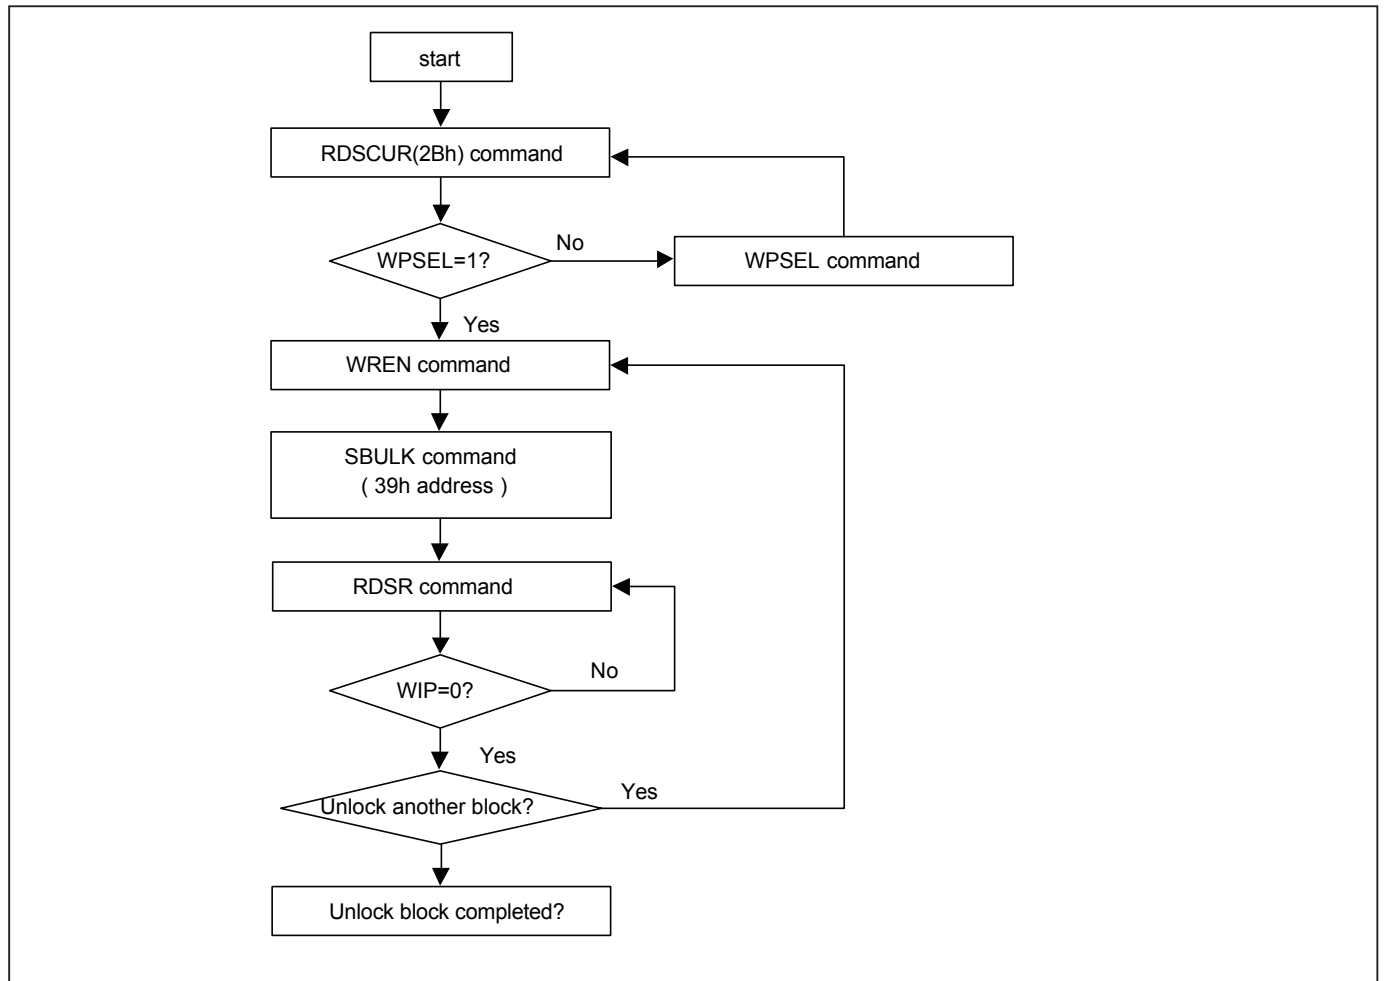 start
RDSCUR(2Bh) command
WPSEL=1?
No
WPSEL command
Yes
WREN command
SBULK command
( 39h address )
RDSR command
WIP=0?
No
Yes
Unlock another block?
Yes
Unlock block completed?